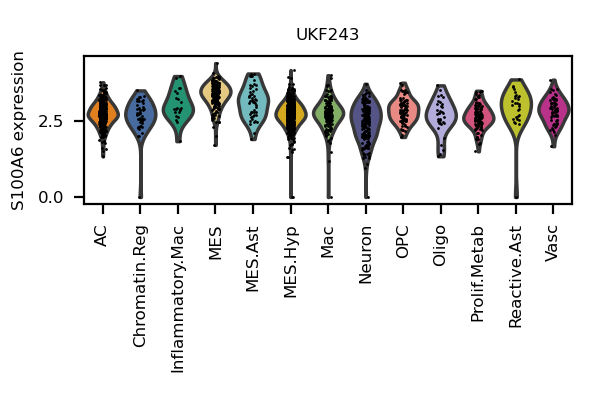 UKF243
S100A6 expression
2.5
0.0
AC
Chromatin.Reg
Inflammatory.Mac
MES
MES.Ast
MES.Hyp
Mac
Neuron
OPC
Oligo
Prolif.Metab
Reactive.Ast
Vasc